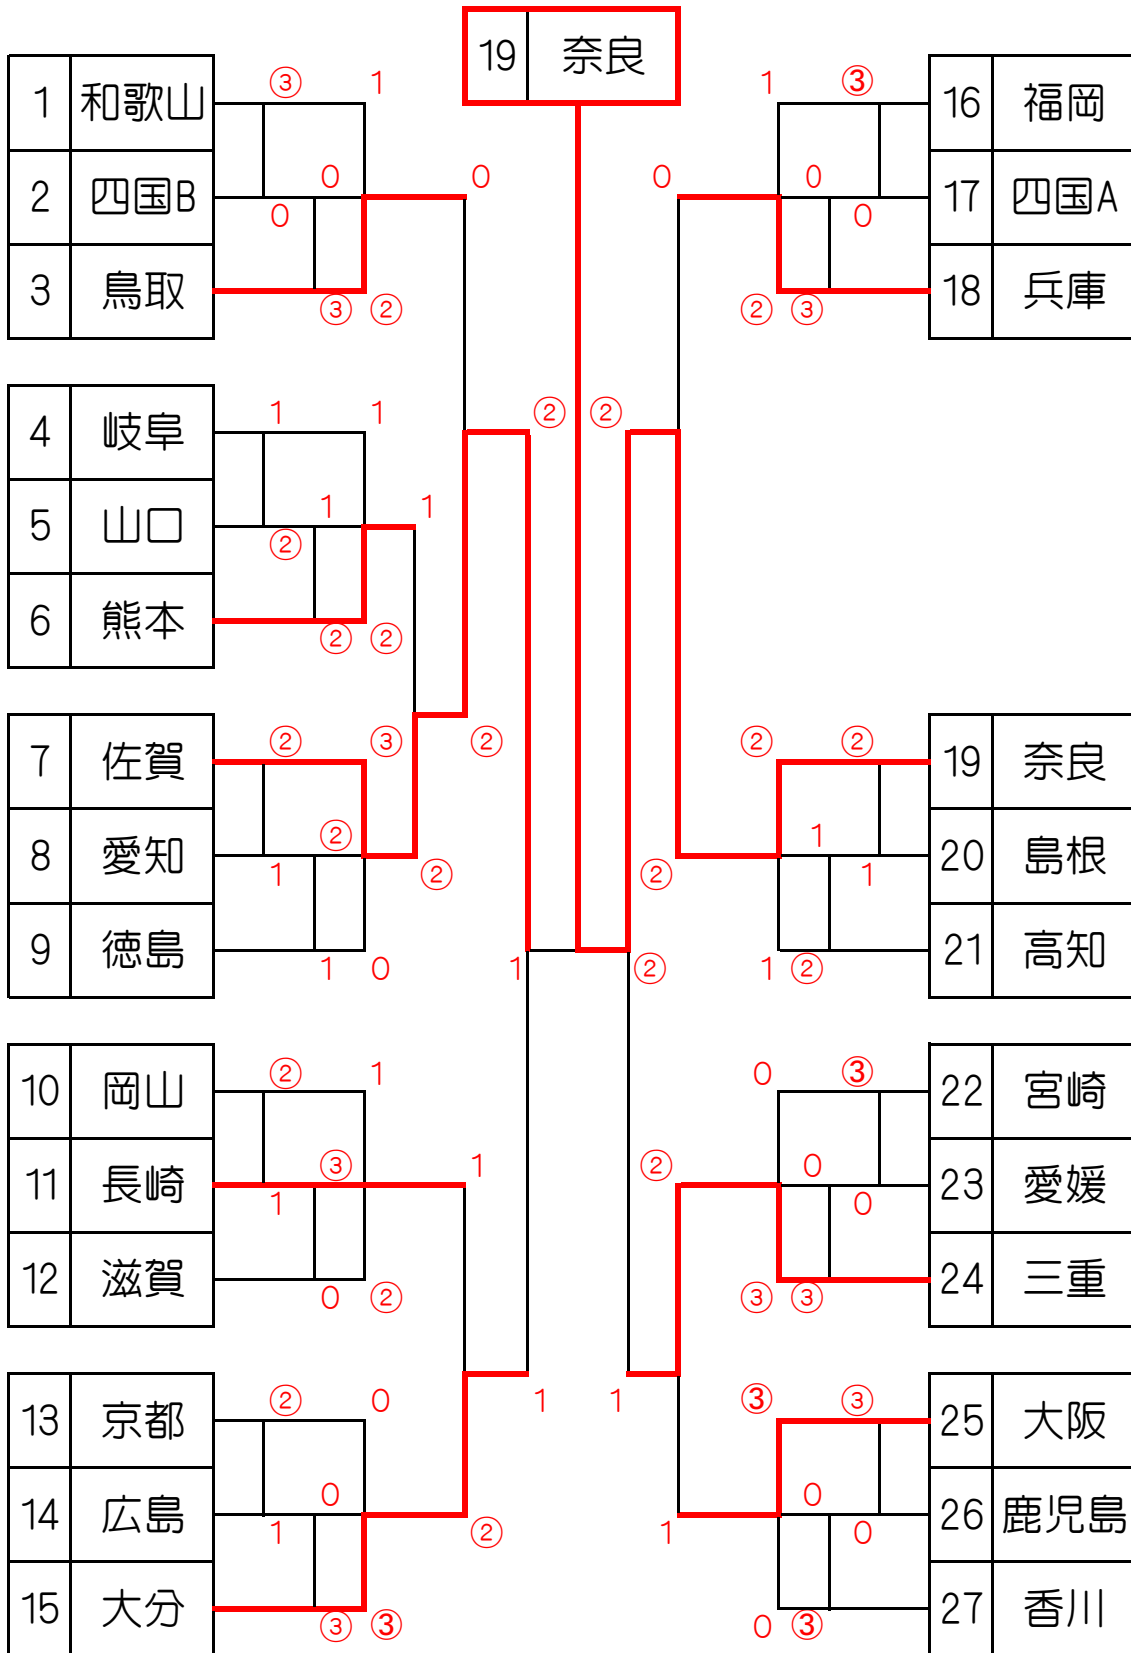 19 奈良
③ 1
1 和歌山
0 0
2 四国B
0
3 鳥取
③ ②
1 ③
16 福岡
0 0
17 四国A
0
18 兵庫
② ③
② ②
1 1
4 岐阜
1 1
5 山口
②
6 熊本
② ②
② ③ ②
7 佐賀
②
8 愛知
1 ②
9 徳島
1 0 1
② ②
19 奈良
1
20 島根
② 1
21 高知
② 1 ②
② 1
10 岡山
③ 1
11 長崎
1
12 滋賀
0 ②
0 ③
22 宮崎
② 0
23 愛媛
0
24 三重
③ ③
② 0 1 1
13 京都
0
14 広島
1 ②
15 大分
③ ③
③ ③
25 大阪
0
26 鹿児島
1 0
27 香川
0 ③